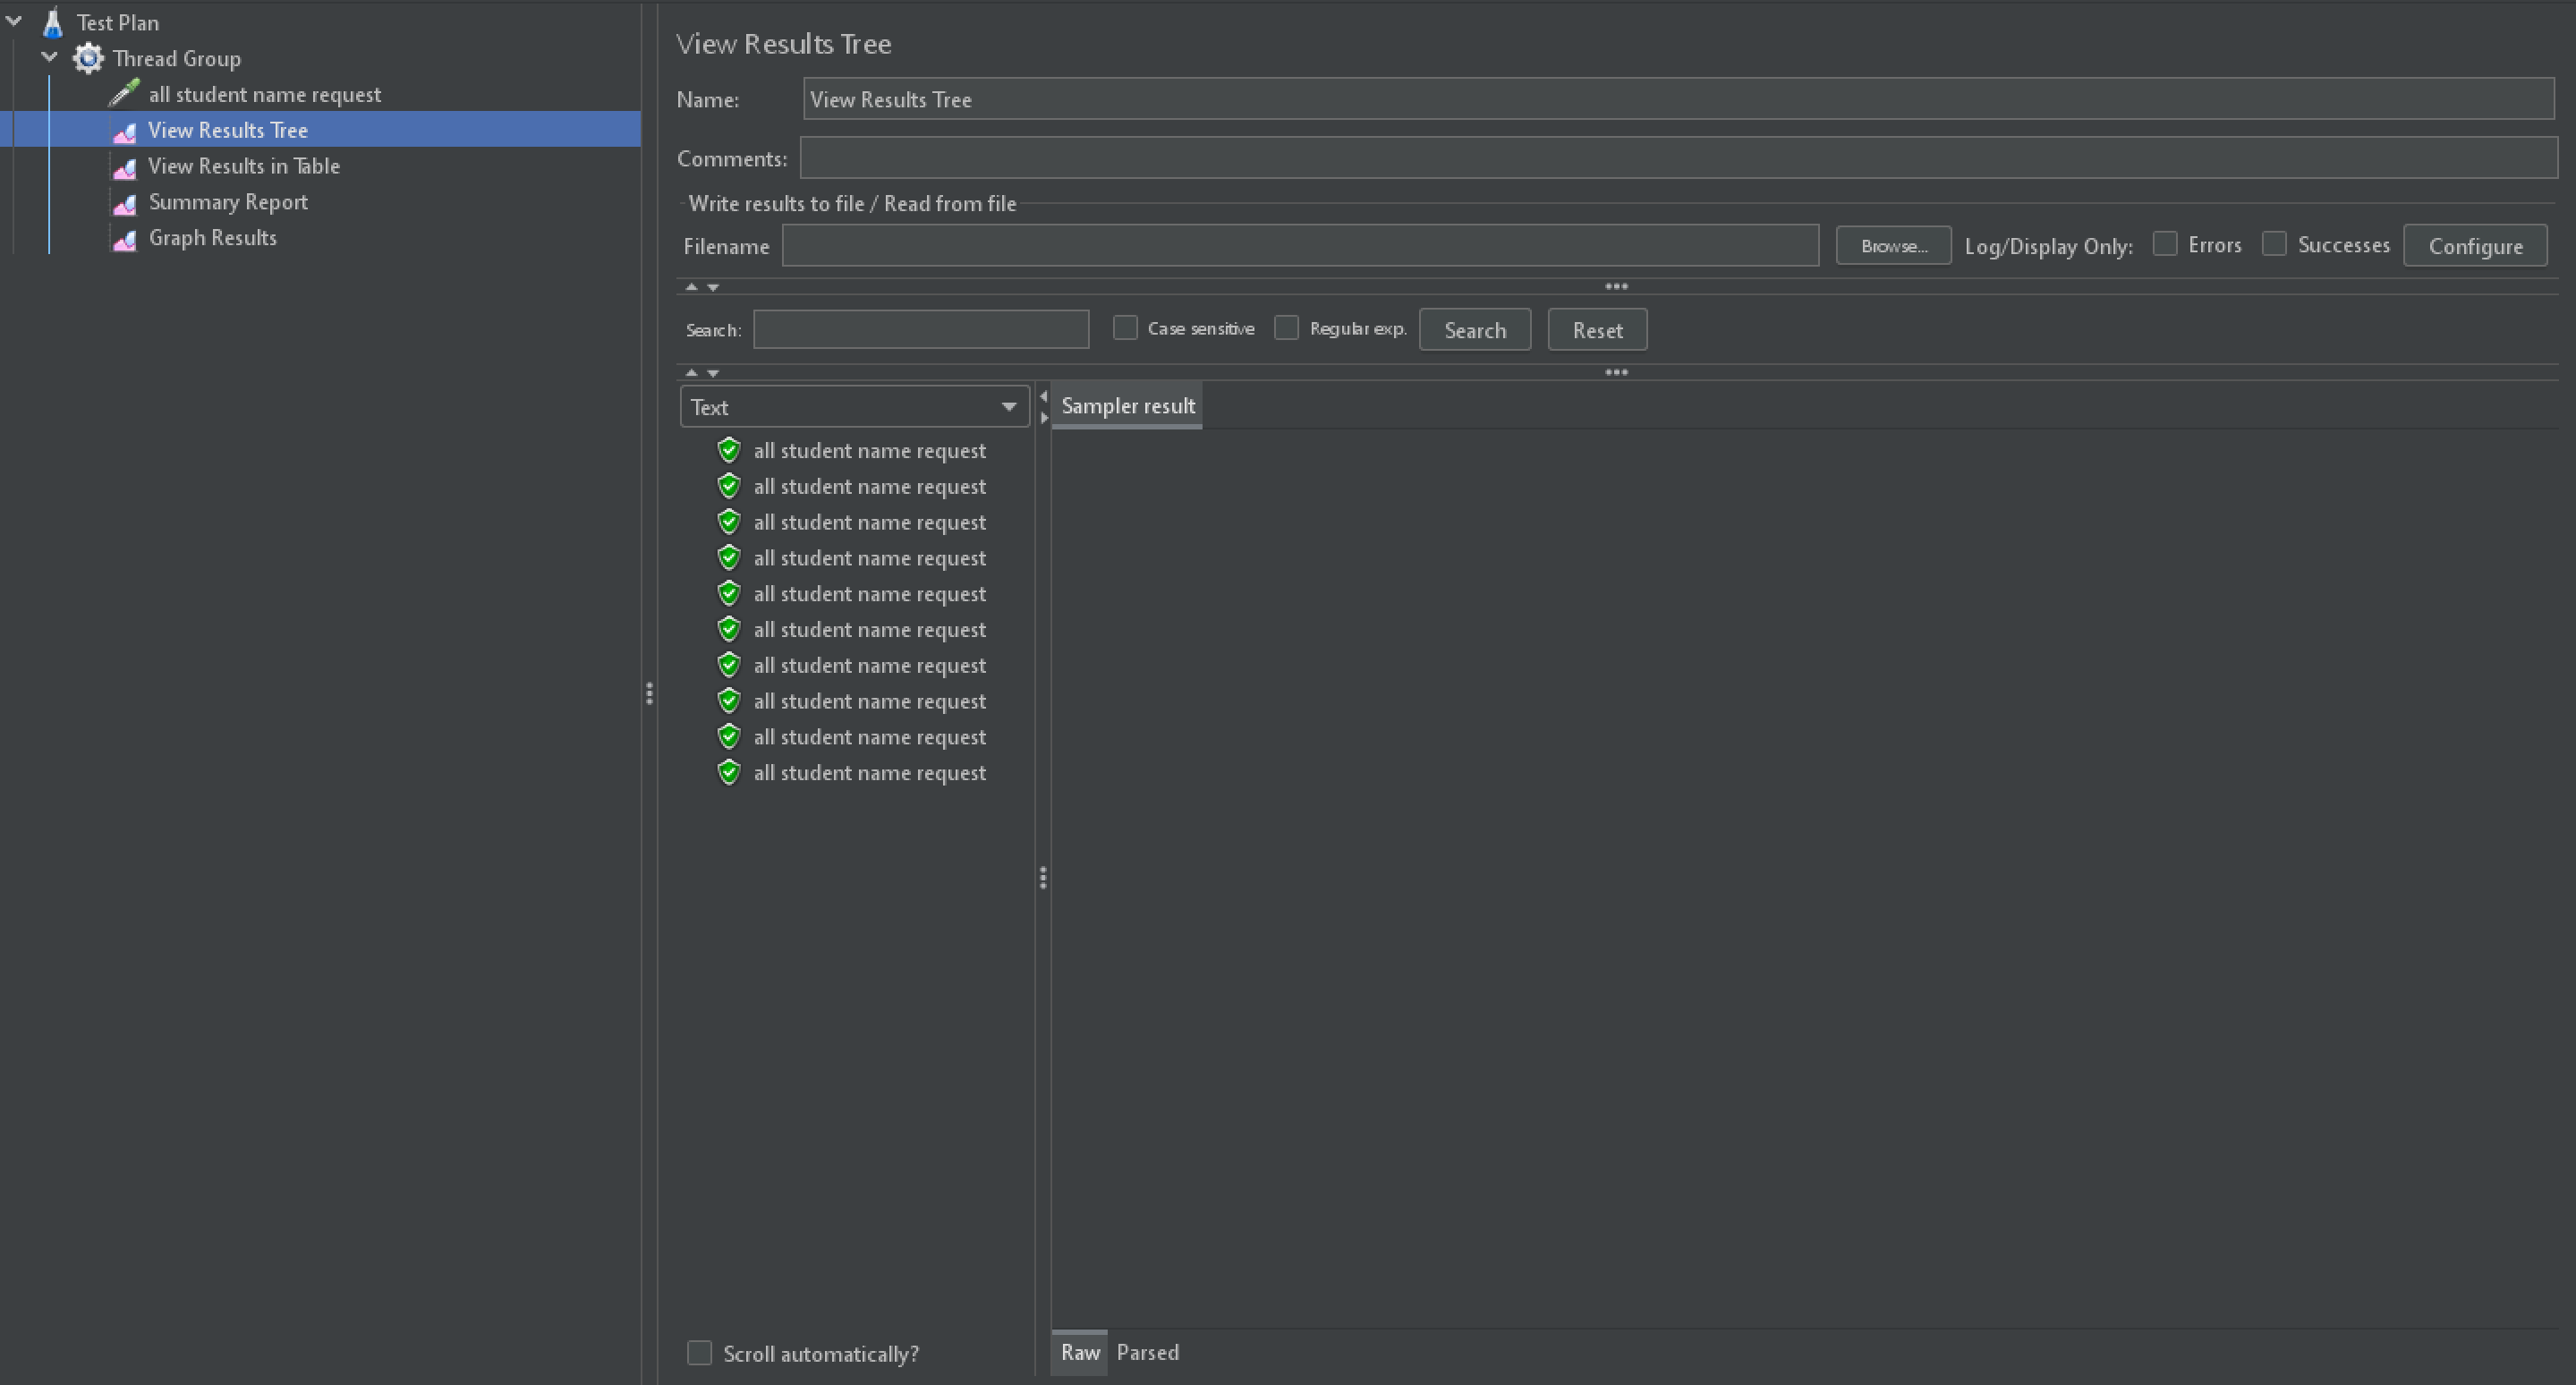 Test Plan
Thread Group
all student name request
View Results Tree
View Results in Table
Summary Report
Graph Results
View Results Tree
Name: View Results Tree
Comments:
Write results to file / Read from file
Filename Browse... Log/Display Only: Errors Successes Configure
Search: Case sensitive Regular exp. Search Reset
Text
Sampler result
all student name request
all student name request
all student name request
all student name request
all student name request
all student name request
all student name request
all student name request
all student name request
all student name request
Scroll automatically?
Raw Parsed